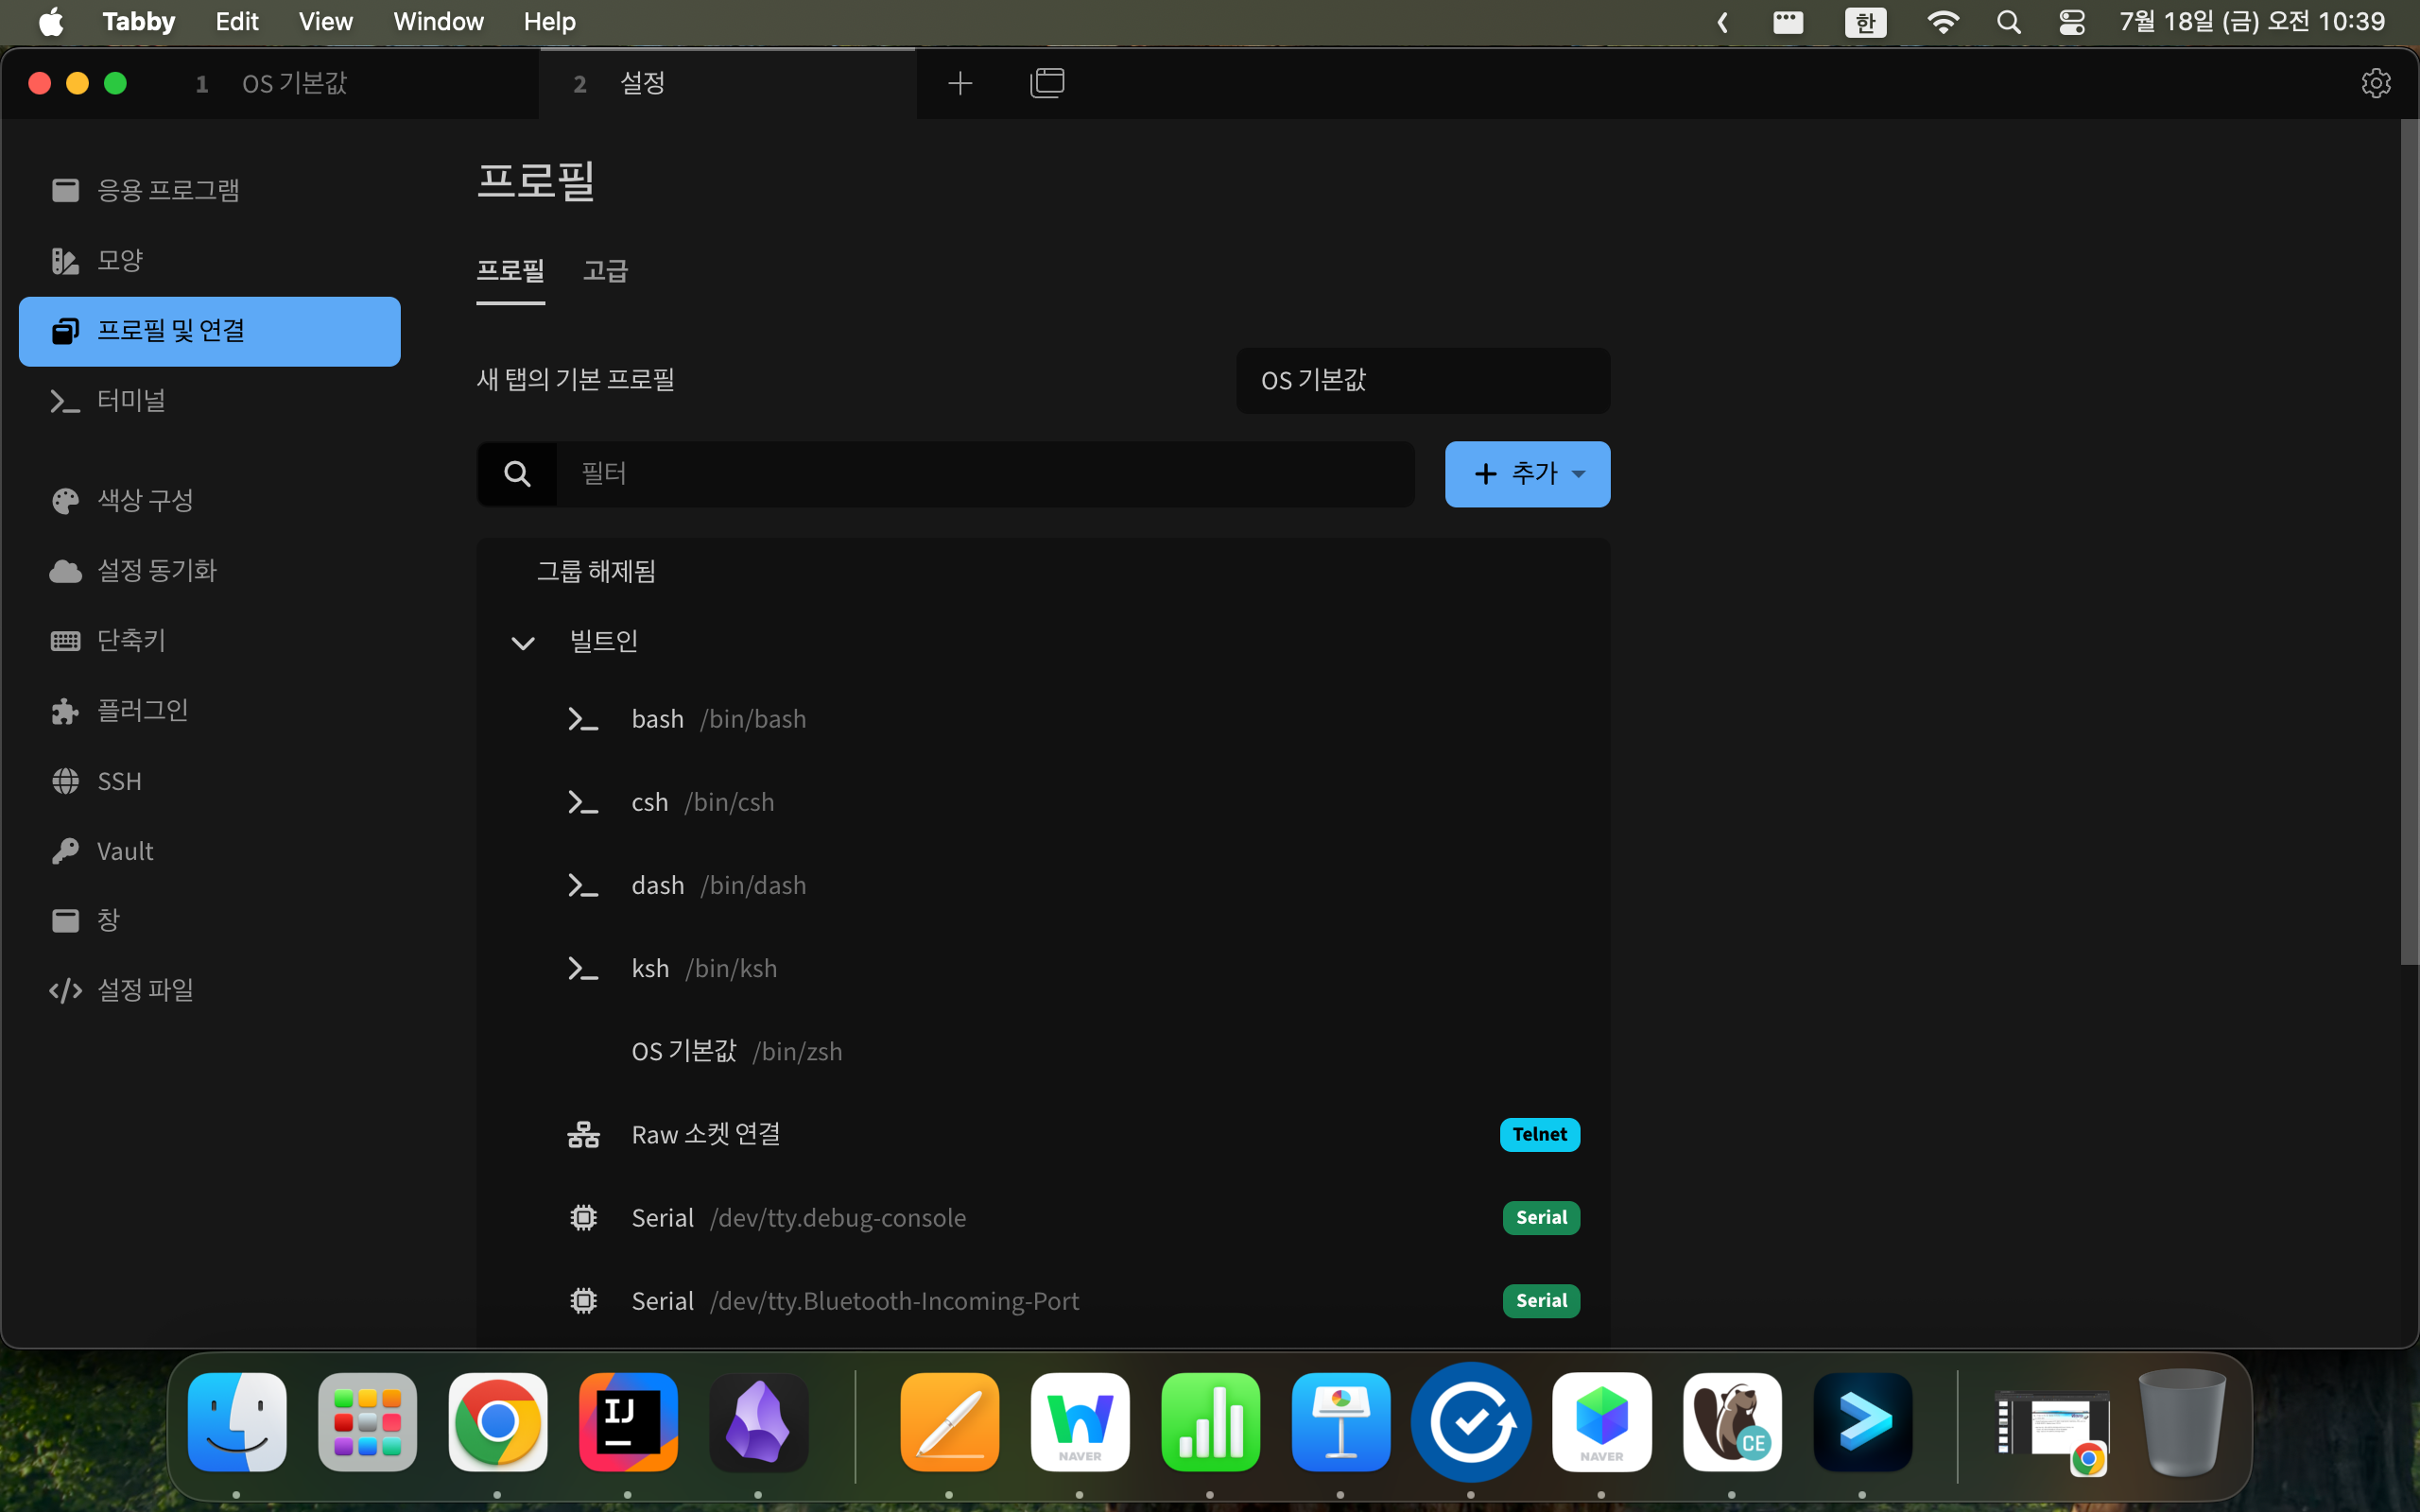 Tabby Edit View Window Help
한 7월 18일 (금) 오전 10:39
1 OS 기본값
2 설정
응용 프로그램
모양
프로필 및 연결
터미널
색상 구성
설정 동기화
단축키
플러그인
SSH
Vault
창
설정 파일
프로필
프로필 고급
새 탭의 기본 프로필 OS 기본값
필터
추가
그룹 해제됨
빌트인
bash /bin/bash
csh /bin/csh
dash /bin/dash
ksh /bin/ksh
OS 기본값 /bin/zsh
Raw 소켓 연결 Telnet
Serial /dev/tty.debug-console Serial
Serial /dev/tty.Bluetooth-Incoming-Port Serial
IJ
NAVER
NAVER
CE